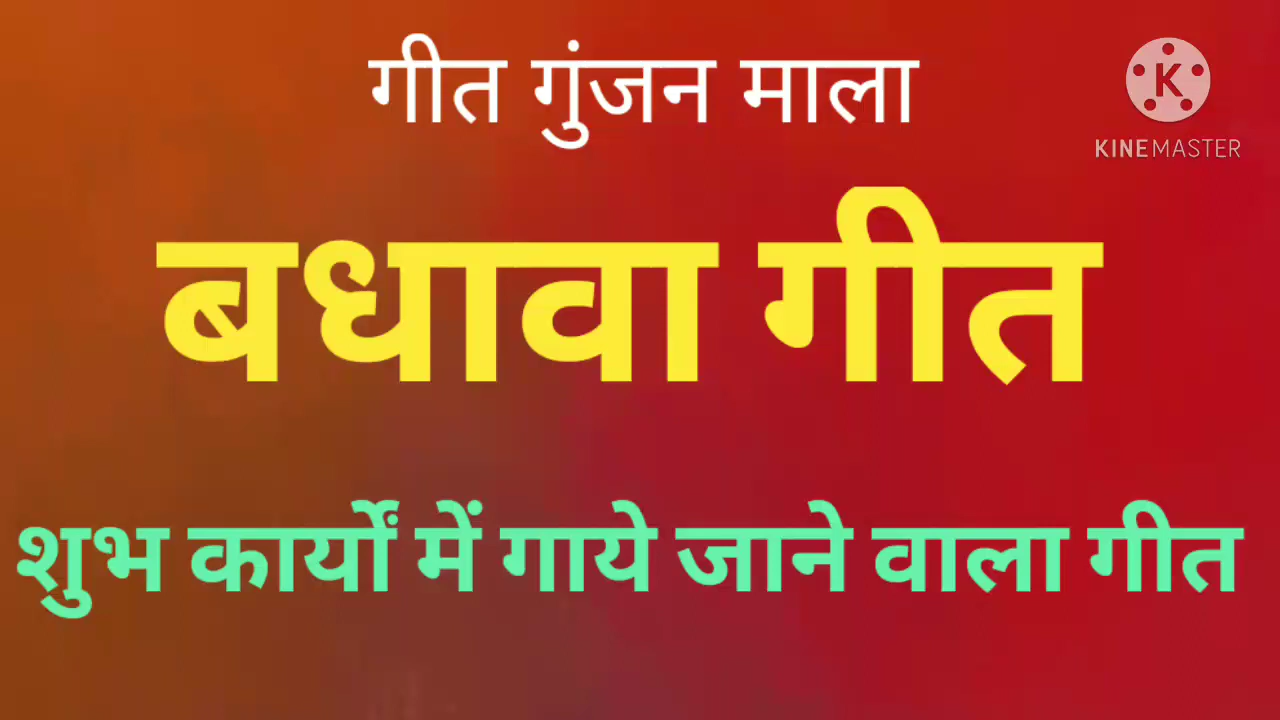 गीत गुंजन माला
KINEMASTER
बधावा गीत
शुभ कार्यों में गाये जाने वाला गीत